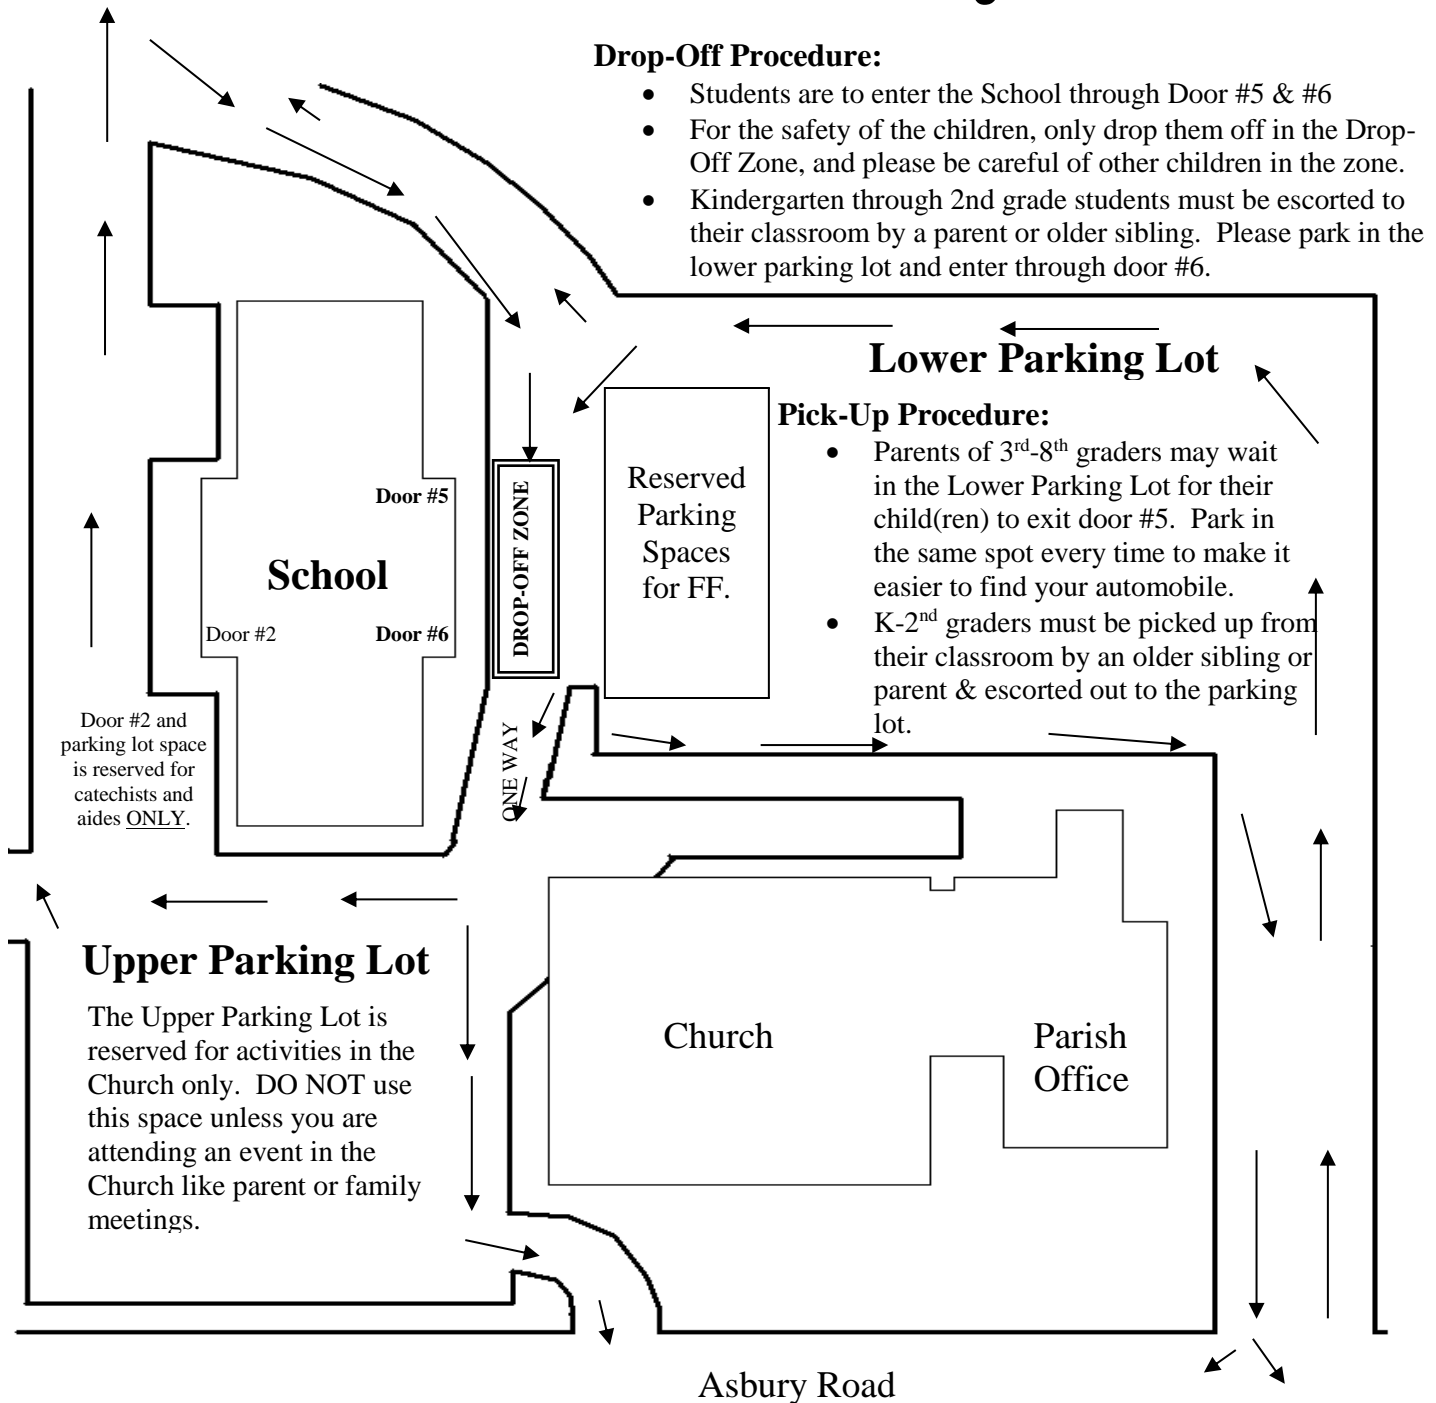 Drop-Off Procedure:
• Students are to enter the School through Door #5 & #6
• For the safety of the children, only drop them off in the Drop-
Off Zone, and please be careful of other children in the zone.
• Kindergarten through 2nd grade students must be escorted to
their classroom by a parent or older sibling. Please park in the
lower parking lot and enter through door #6.
Lower Parking Lot
Pick-Up Procedure:
• Parents of 3rd-8th graders may wait
in the Lower Parking Lot for their
child(ren) to exit door #5. Park in
the same spot every time to make it
easier to find your automobile.
• K-2nd graders must be picked up from
their classroom by an older sibling or
parent & escorted out to the parking
lot.
Reserved
Parking
Spaces
for FF.
DROP-OFF ZONE
Door #5
School
Door #2
Door #6
Door #2 and
parking lot space
is reserved for
catechists and
aides ONLY.
ONE WAY
Upper Parking Lot
The Upper Parking Lot is
reserved for activities in the
Church only. DO NOT use
this space unless you are
attending an event in the
Church like parent or family
meetings.
Church
Parish
Office
Asbury Road